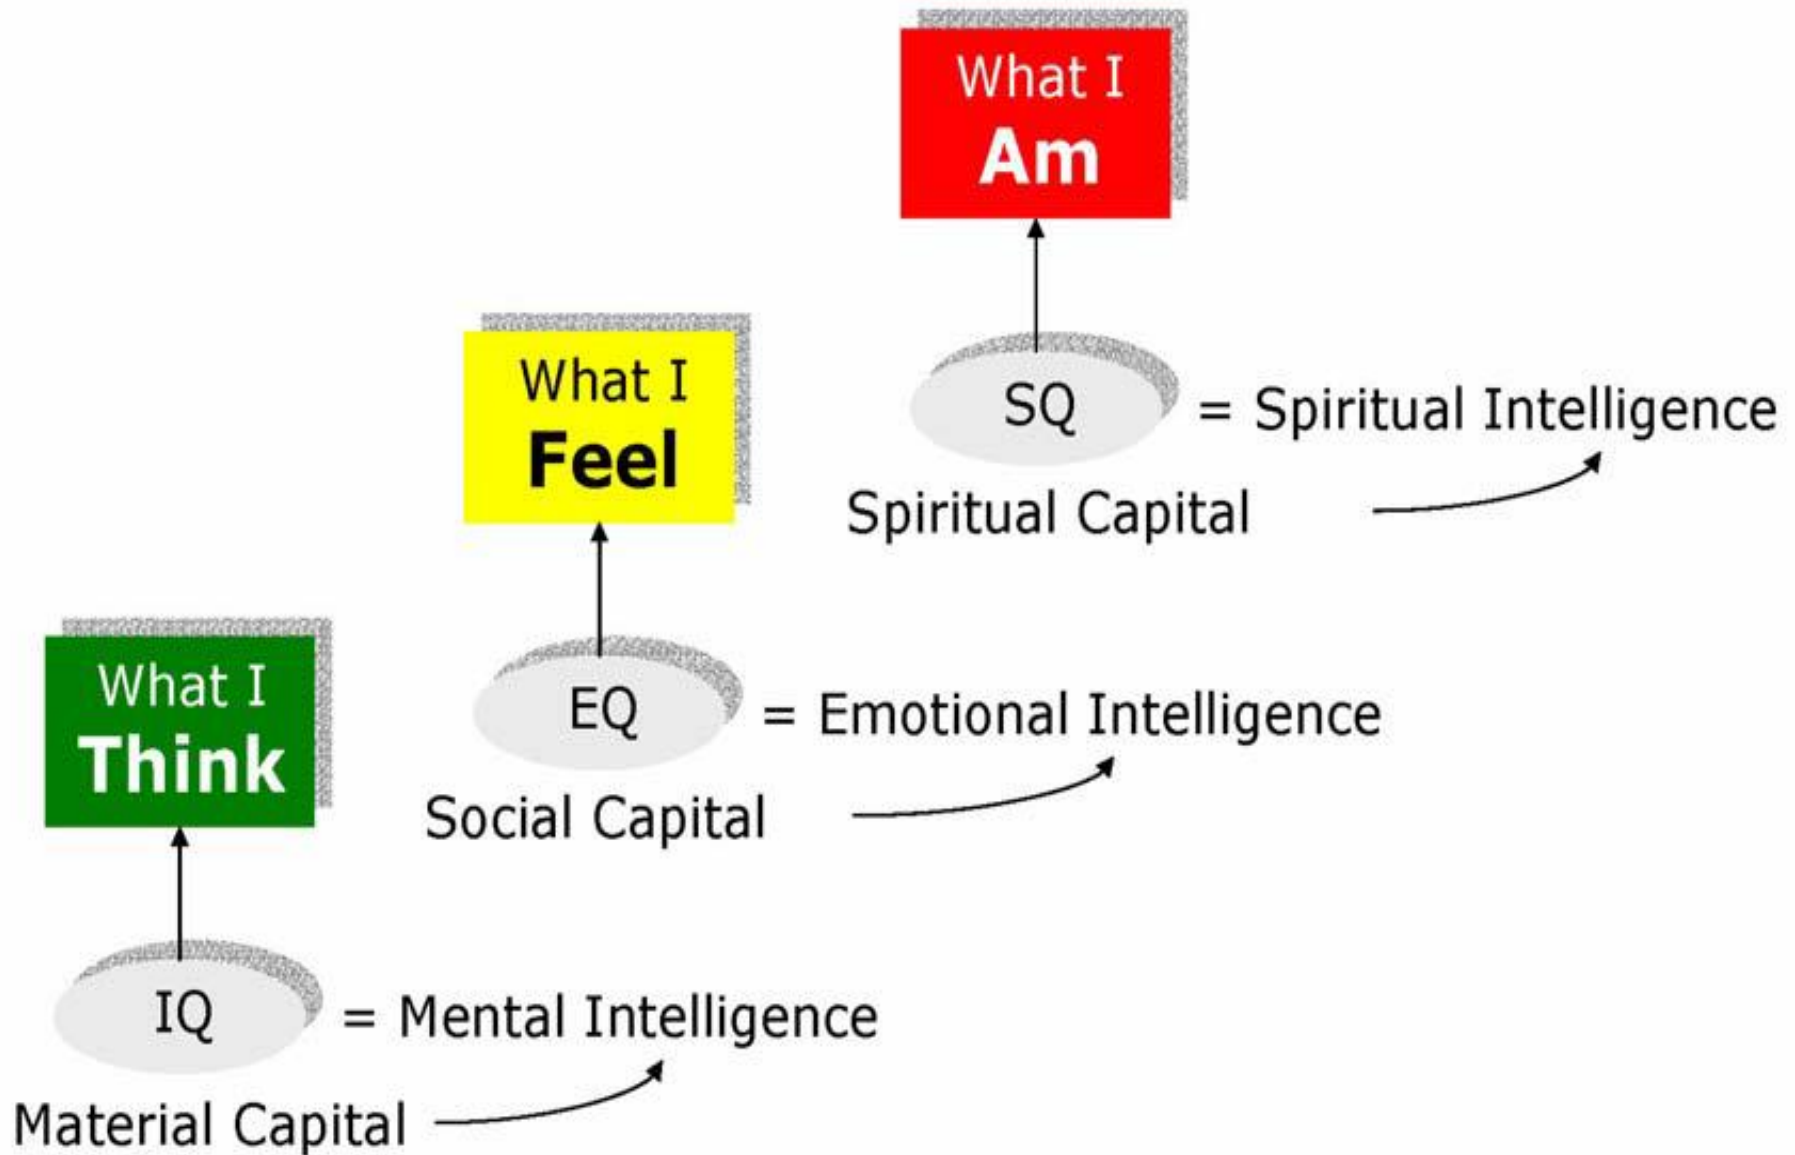 What I
Am
SQ
= Spiritual Intelligence
Spiritual Capital
What I
Feel
EQ
= Emotional Intelligence
Social Capital
What I
Think
IQ
= Mental Intelligence
Material Capital